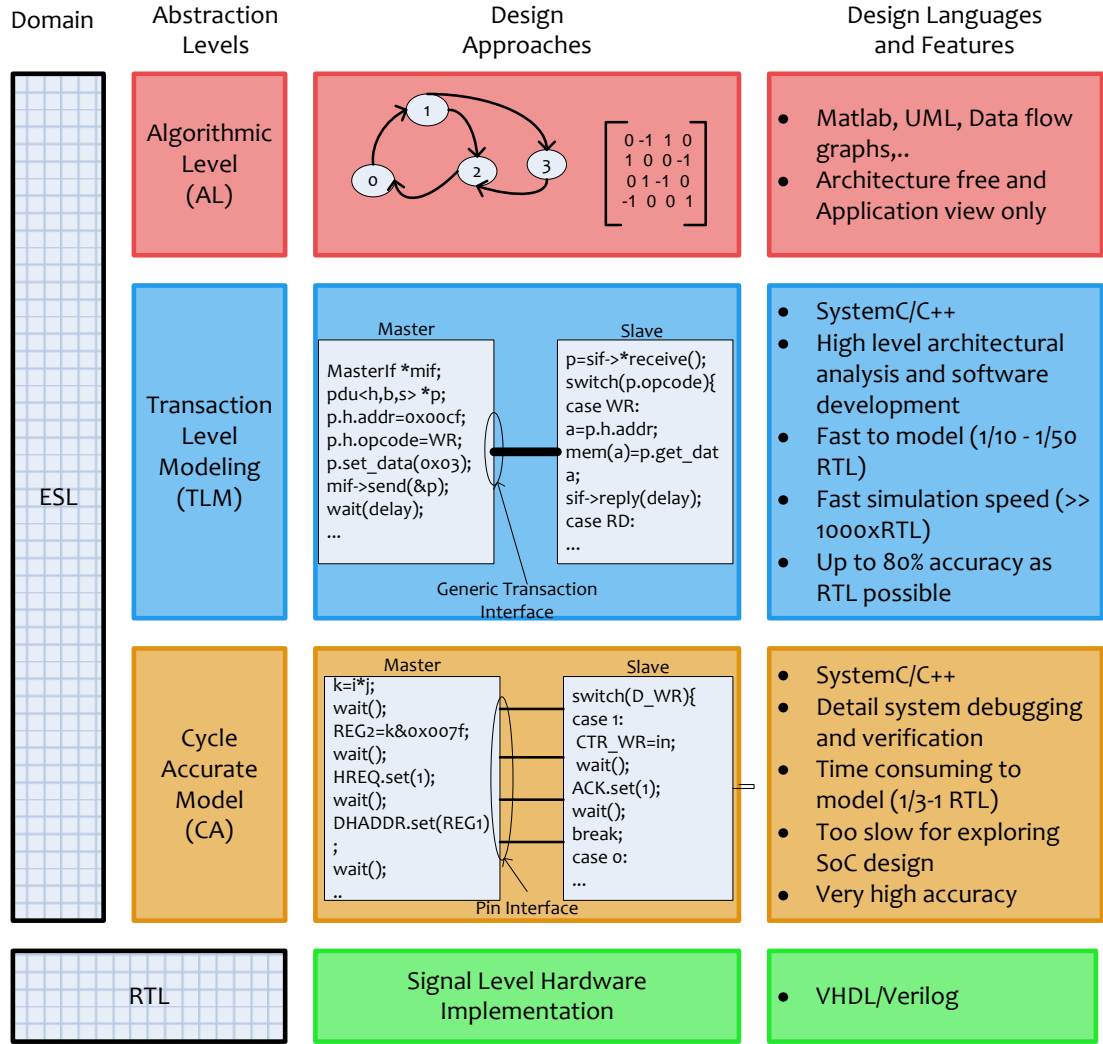 Domain
Abstraction
Levels
Design
Approaches
Design Languages
and Features
ESL
Algorithmic
Level
(AL)
0
1
2
3
0 -1 1 0
1 0 0 -1
0 1 -1 0
-1 0 0 1
• Matlab, UML, Data flow
graphs,..
• Architecture free and
Application view only
Transaction
Level
Modeling
(TLM)
Master
MasterIf *mif;
pdu<h,b,s> *p;
p.h.addr=0x00cf;
p.h.opcode=WR;
p.set_data(0x03);
mif->send(&p);
wait(delay);
...
Slave
p=sif->*receive();
switch(p.opcode){
case WR:
a=p.h.addr;
mem(a)=p.get_dat
a;
sif->reply(delay);
case RD:
...
Generic Transaction
Interface
• SystemC/C++
• High level architectural
analysis and software
development
• Fast to model (1/10 - 1/50
RTL)
• Fast simulation speed (>>
1000xRTL)
• Up to 80% accuracy as
RTL possible
Cycle
Accurate
Model
(CA)
Master
k=i*j;
wait();
REG2=k&0x007f;
wait();
HREQ.set(1);
wait();
DHADDR.set(REG1)
;
wait();
..
Slave
switch(D_WR){
case 1:
CTR_WR=in;
wait();
ACK.set(1);
wait();
break;
case 0:
...
Pin Interface
• SystemC/C++
• Detail system debugging
and verification
• Time consuming to
model (1/3-1 RTL)
• Too slow for exploring
SoC design
• Very high accuracy
RTL
Signal Level Hardware
Implementation
• VHDL/Verilog